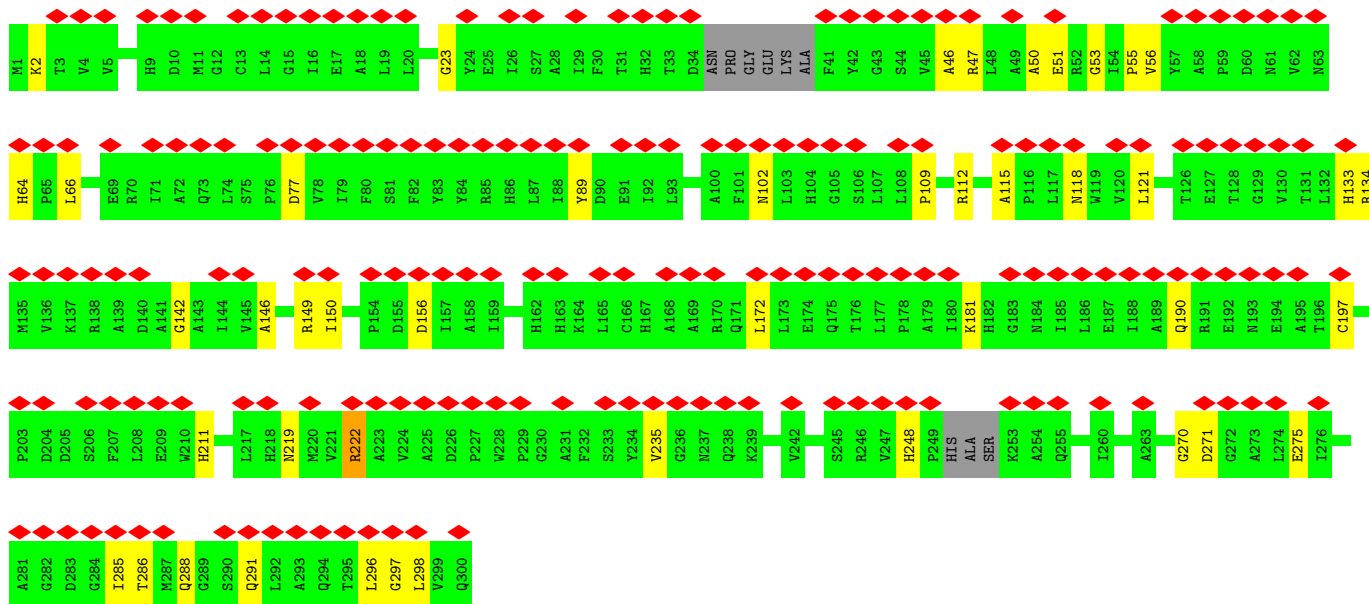 M1 K2 T3 V4 V5 H9 D10 M11 G12 C13 L14 G15 I16 E17 A18 L19 L20 G23 Y24 E25 I26 S27 A28 I29 F30 T31 H32 T33 D34 ASN PRO GLY GLU LYS ALA F41 Y42 G43 S44 V45 A46 R47 L48 A49 A50 E51 R52 G53 I54 P55 V56 Y57 A58 P59 D60 N61 V62 N63
H64 P65 L66 E69 R70 I71 A72 Q73 L74 S75 P76 D77 V78 I79 F80 S81 F82 Y83 Y84 R85 H86 L87 I88 Y89 D90 E91 I92 L93 A100 F101 N102 L103 H104 G105 S106 L107 L108 P109 R112 A115 P116 L117 N118 W119 V120 L121 T126 E127 T128 G129 V130 T131 L132 H133 R134
M135 V136 K137 R138 A139 D140 A141 G142 A143 I144 V145 A146 R149 I150 P154 D155 D156 I157 A158 I159 H162 H163 K164 L165 C166 H167 A168 A169 R170 Q171 L172 L173 E174 Q175 T176 L177 P178 A179 I180 K181 H182 G183 N184 I185 L186 E187 I188 A189 Q190 R191 E192 N193 E194 A195 T196 C197
P203 D204 D205 S206 F207 L208 E209 W210 H211 L217 H218 N219 M220 V221 R222 A223 V224 A225 D226 P227 W228 P229 G230 A231 F232 S233 Y234 V235 G236 N237 Q238 K239 V242 S245 R246 V247 H248 P249 HIS ALA SER K253 A254 Q255 I260 A263 G270 D271 G272 A273 L274 E275 I276
A281 G282 D283 G284 I285 T286 M287 Q288 G289 S290 Q291 L292 A293 Q294 T295 L296 G297 L298 V299 Q300